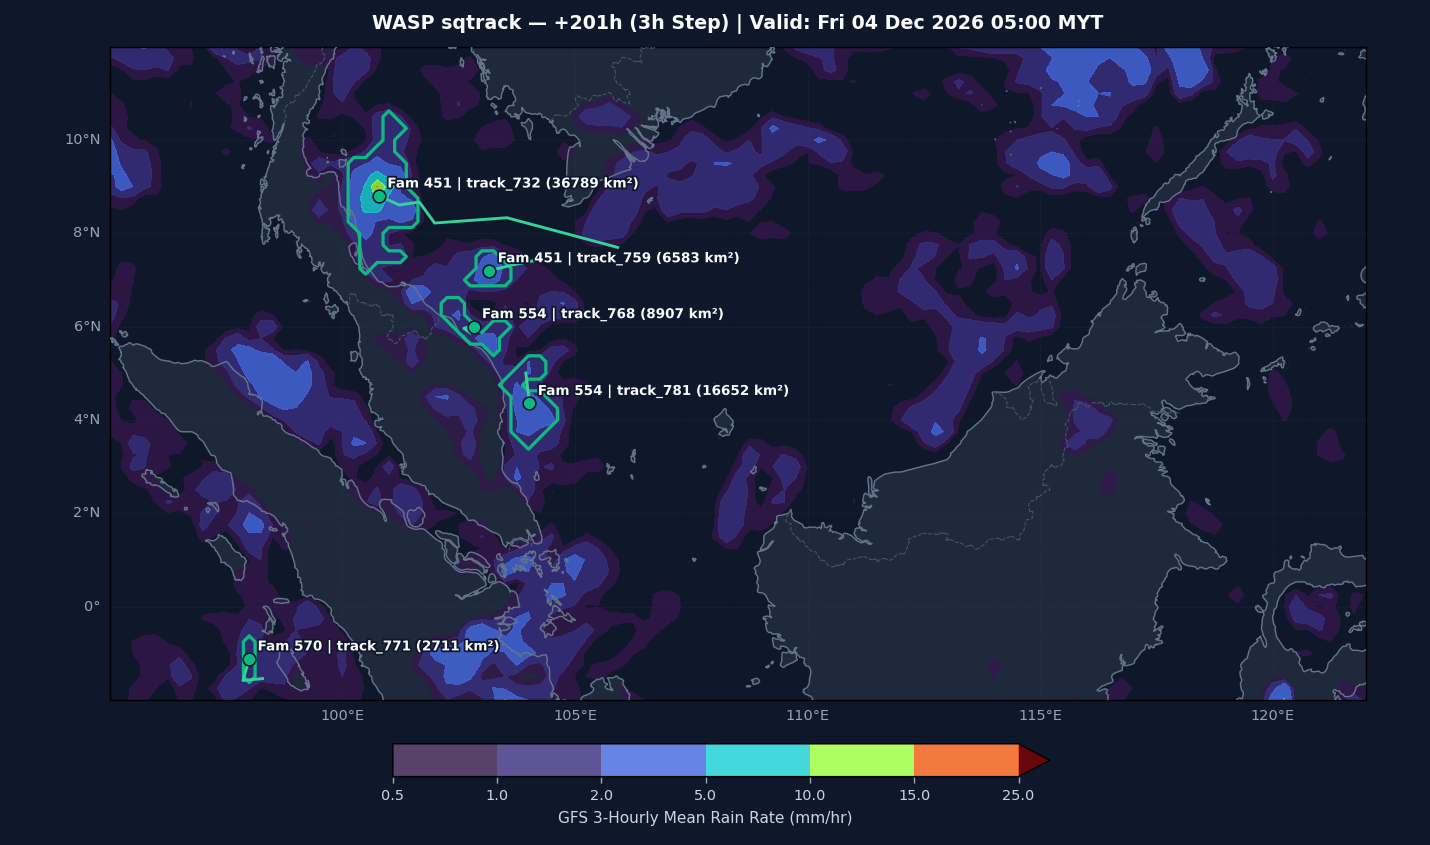 WASP sqtrack — +201h (3h Step) | Valid: Fri 04 Dec 2026 05:00 MYT
10°N
8°N
6°N
4°N
2°N
0°
Fam 451 | track_732 (36789 km²)
Fam 451 | track_759 (6583 km²)
Fam 554 | track_768 (8907 km²)
Fam 554 | track_781 (16652 km²)
Fam 570 | track_771 (2711 km²)
100°E 105°E 110°E 115°E 120°E
0.5 1.0 2.0 5.0 10.0 15.0 25.0
GFS 3-Hourly Mean Rain Rate (mm/hr)